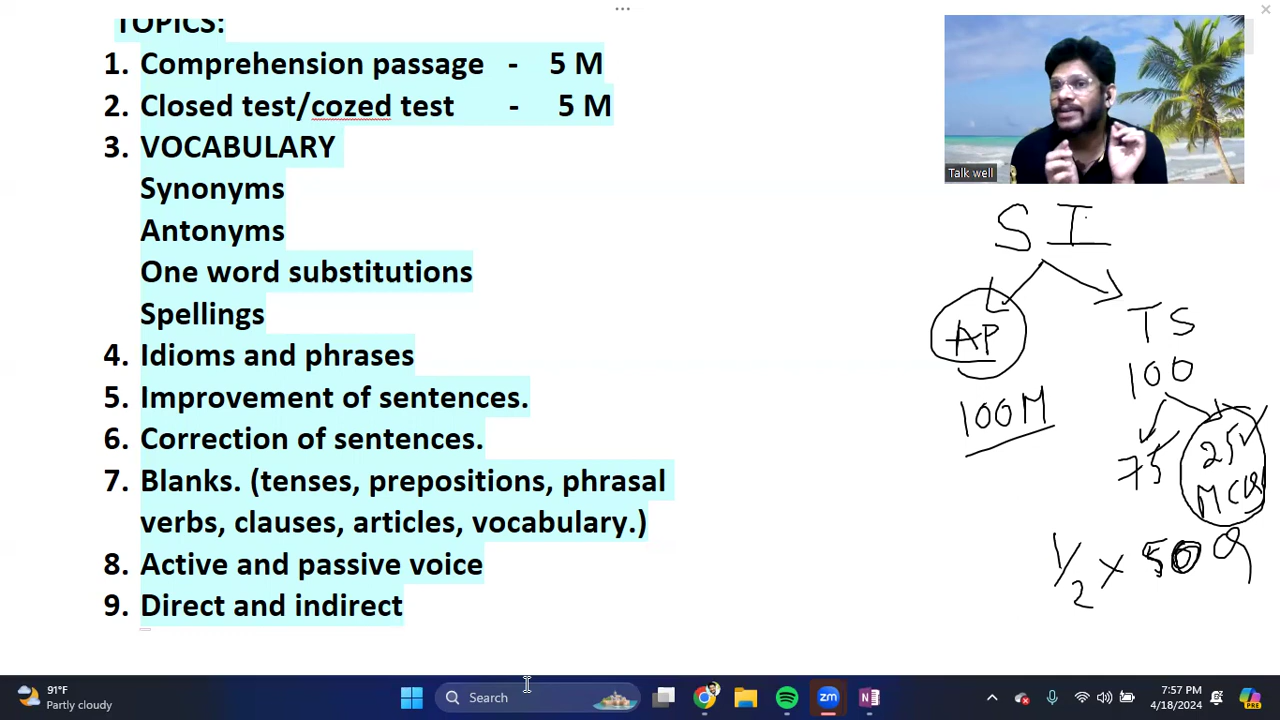 TOPICS:
1. Comprehension passage - 5 M
2. Closed test/cozed test - 5 M
3. VOCABULARY
Synonyms
Antonyms
One word substitutions
Spellings
4. Idioms and phrases
5. Improvement of sentences.
6. Correction of sentences.
7. Blanks. (tenses, prepositions, phrasal
verbs, clauses, articles, vocabulary.)
8. Active and passive voice
9. Direct and indirect
Talk well
S I
AP
TS
100M
100
75
25
MCQ
1/2 × 50 Q
91°F
Partly cloudy
Search
7:57 PM
4/18/2024